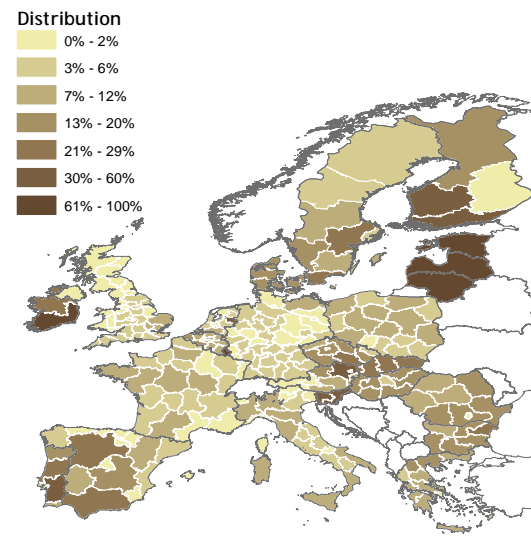 Distribution
0% - 2%
3% - 6%
7% - 12%
13% - 20%
21% - 29%
30% - 60%
61% - 100%